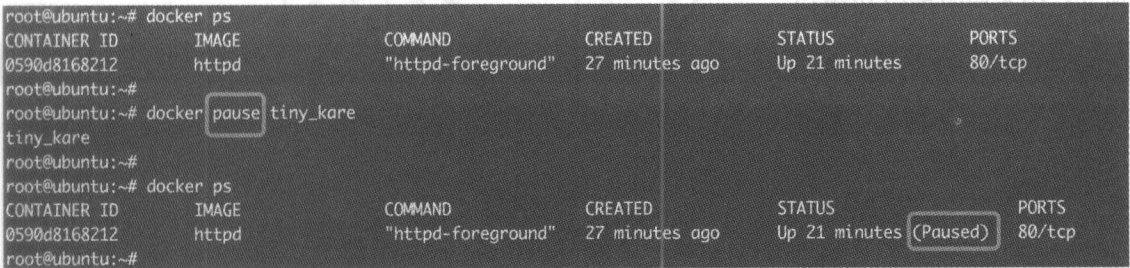 root@ubuntu:~# docker ps
CONTAINER ID IMAGE COMMAND CREATED STATUS PORTS
0590d8168212 httpd "httpd-foreground" 27 minutes ago Up 21 minutes 80/tcp
root@ubuntu:~#
root@ubuntu:~# docker pause tiny_kare
tiny_kare
root@ubuntu:~#
root@ubuntu:~# docker ps
CONTAINER ID IMAGE COMMAND CREATED STATUS PORTS
0590d8168212 httpd "httpd-foreground" 27 minutes ago Up 21 minutes (Paused) 80/tcp
root@ubuntu:~#